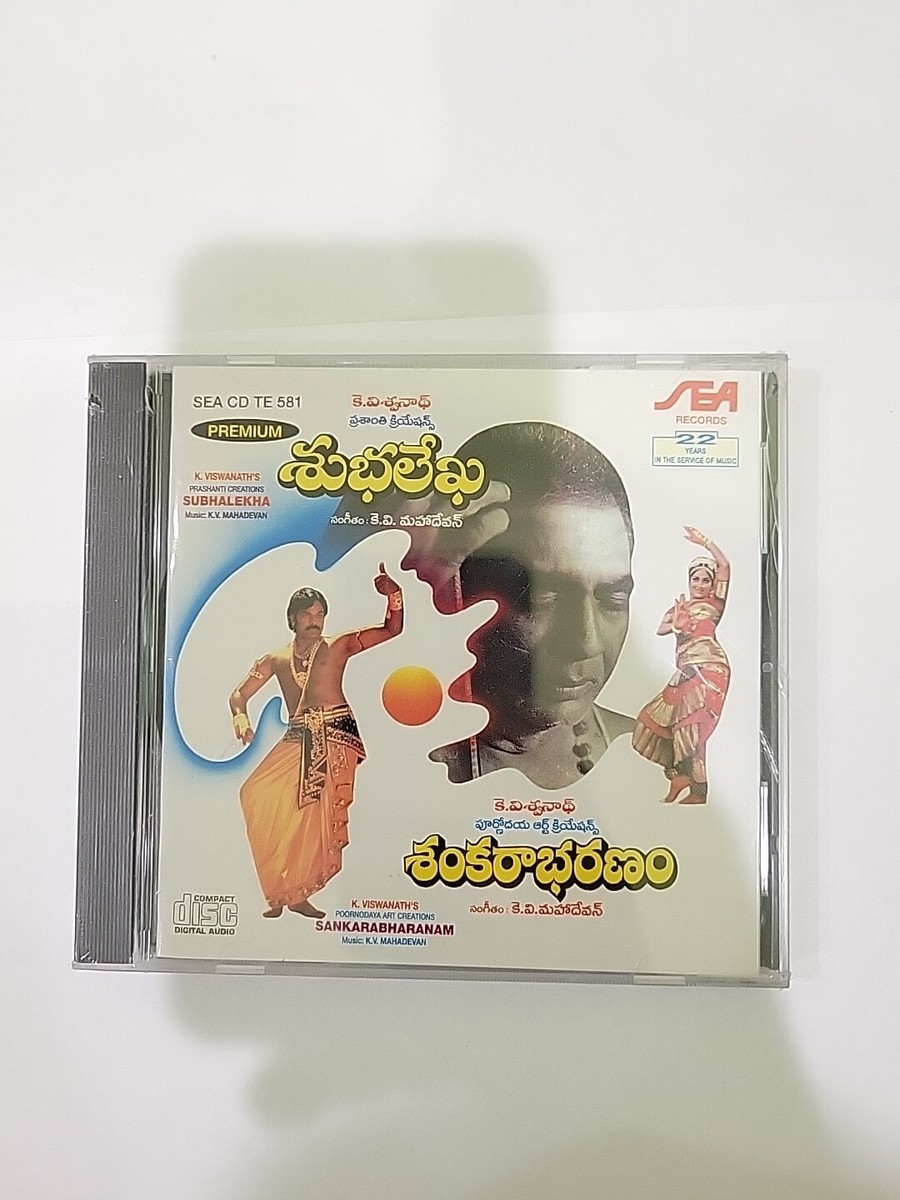 SEA CD TE 581
PREMIUM
కె.విశ్వనాథ్
ప్రశాంతి క్రియేషన్స్
శుభలేఖ
సంగీతం : కె.వి. మహాదేవన్
K. VISWANATH'S
PRASHANTI CREATIONS
SUBHALEKHA
Music: K.V. MAHADEVAN
SEA
RECORDS
22
YEARS
IN THE SERVICE OF MUSIC
కె.విశ్వనాథ్
పూర్ణోదయ ఆర్ట్ క్రియేషన్స్
శంకరాభరణం
సంగీతం : కె.వి.మహాదేవన్
K. VISWANATH'S
POORNODAYA ART CREATIONS
SANKARABHARANAM
Music: K.V. MAHADEVAN
COMPACT
disc
DIGITAL AUDIO